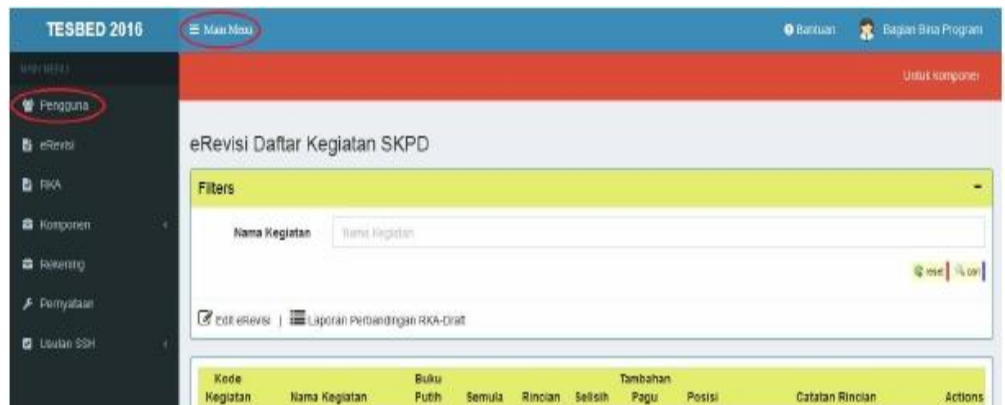 TESBED 2016
Main Menu
Bantuan
Bagian Bina Program
MAIN MENU
Untuk komponen
Pengguna
eRevisi
eRevisi Daftar Kegiatan SKPD
RKA
Filters
Komponen
Nama Kegiatan
Nama Kegiatan
Rekening
reset
cari
Pernyataan
Edit eRevisi | Laporan Perbandingan RKA-Draft
Usulan SSH
Kode Kegiatan
Nama Kegiatan
Buku Putih
Semula
Rincian
Selisih
Tambahan Pagu
Posisi
Catatan Rincian
Actions